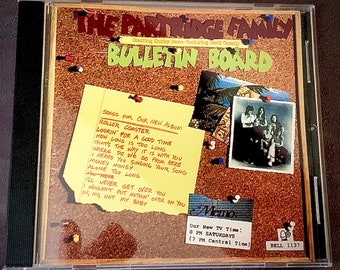 THE PARTRIDGE FAMILY
Starring Shirley Jones Featuring David Cassidy
BULLETIN BOARD
SONGS FOR OUR NEW ALBUM
ROLLER COASTER
LOOKIN' FOR A GOOD TIME
HOW LONG IS TOO LONG
THAT'S THE WAY IT IS WITH YOU
WHERE DO WE GO FROM HERE
I HEARD YOU SINGING YOUR SONG
MONEY MONEY
ALONE TOO LONG
I'LL NEVER GET OVER YOU
I WOULDN'T PUT NOTHIN' OVER ON YOU
OH, NO, NOT MY BABY
Memo
Our New TV Time:
8 PM SATURDAYS
(7 PM Central Time)
BELL 1137